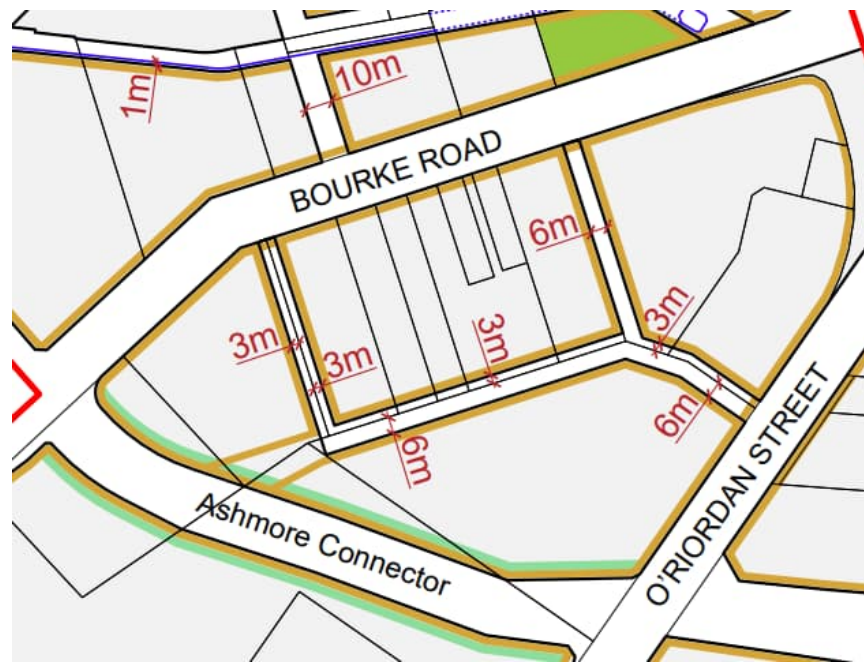 10m
1m
BOURKE ROAD
6m
3m
3m
3m
3m
6m
6m
Ashmore Connector
O'RIORDAN STREET